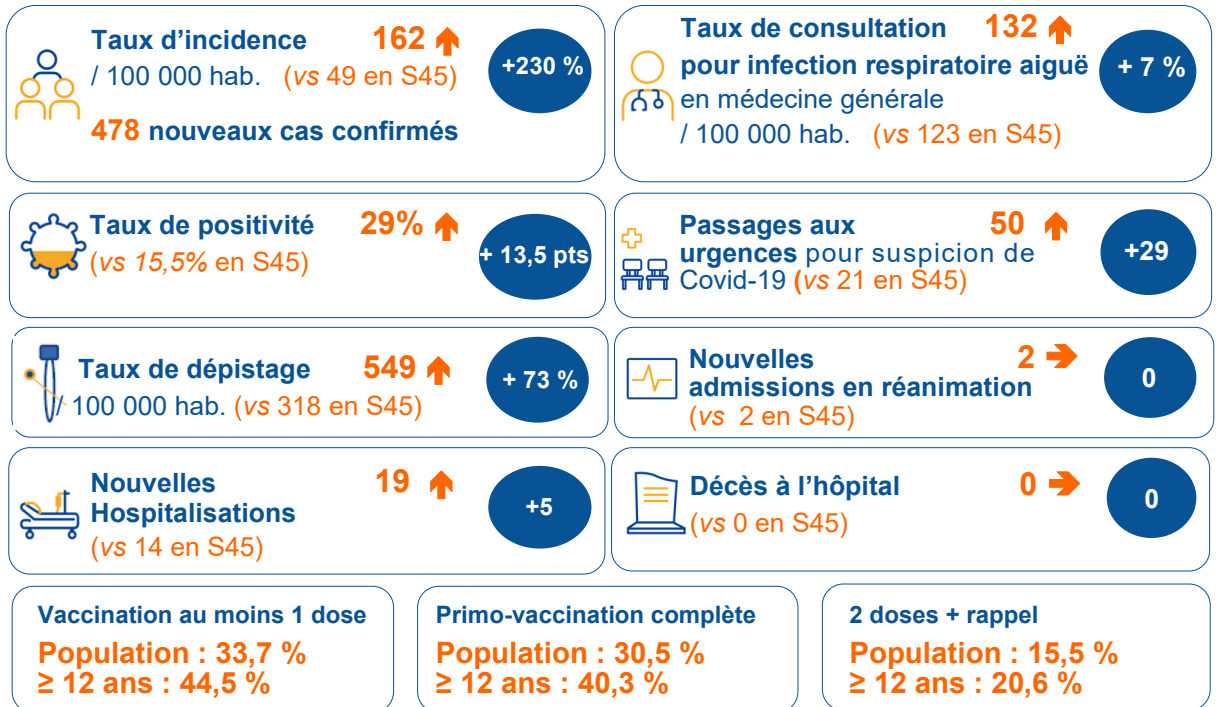 Taux d'incidence 162
/ 100 000 hab. (vs 49 en S45)
+230 %
478 nouveaux cas confirmés
Taux de consultation 132
pour infection respiratoire aiguë
en médecine générale
/ 100 000 hab. (vs 123 en S45)
+ 7 %
Taux de positivité 29%
(vs 15,5% en S45)
+ 13,5 pts
Passages aux 50
urgences pour suspicion de
Covid-19 (vs 21 en S45)
+29
Taux de dépistage 549
/ 100 000 hab. (vs 318 en S45)
+ 73 %
Nouvelles 2
admissions en réanimation
(vs 2 en S45)
0
Nouvelles 19
Hospitalisations
(vs 14 en S45)
+5
Décès à l'hôpital 0
(vs 0 en S45)
0
Vaccination au moins 1 dose
Population : 33,7 %
≥ 12 ans : 44,5 %
Primo-vaccination complète
Population : 30,5 %
≥ 12 ans : 40,3 %
2 doses + rappel
Population : 15,5 %
≥ 12 ans : 20,6 %